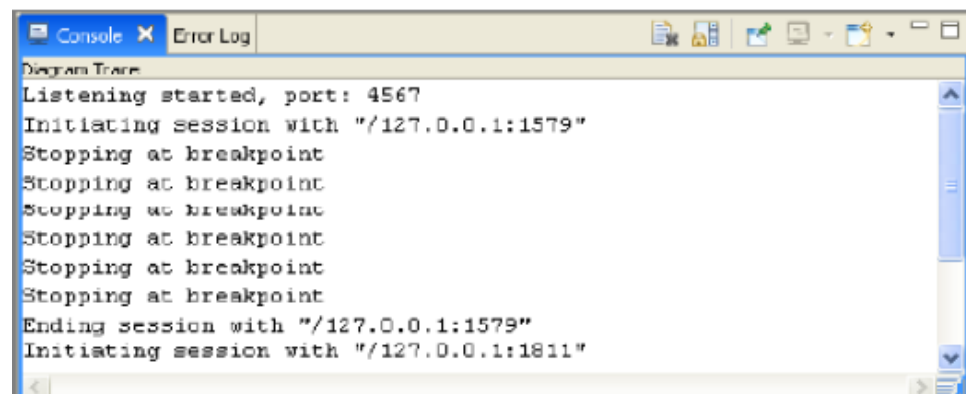 Console Error Log
Diagram Trace
Listening started, port: 4567
Initiating session with "/127.0.0.1:1579"
Stopping at breakpoint
Stopping at breakpoint
Stopping at breakpoint
Stopping at breakpoint
Stopping at breakpoint
Stopping at breakpoint
Ending session with "/127.0.0.1:1579"
Initiating session with "/127.0.0.1:1811"